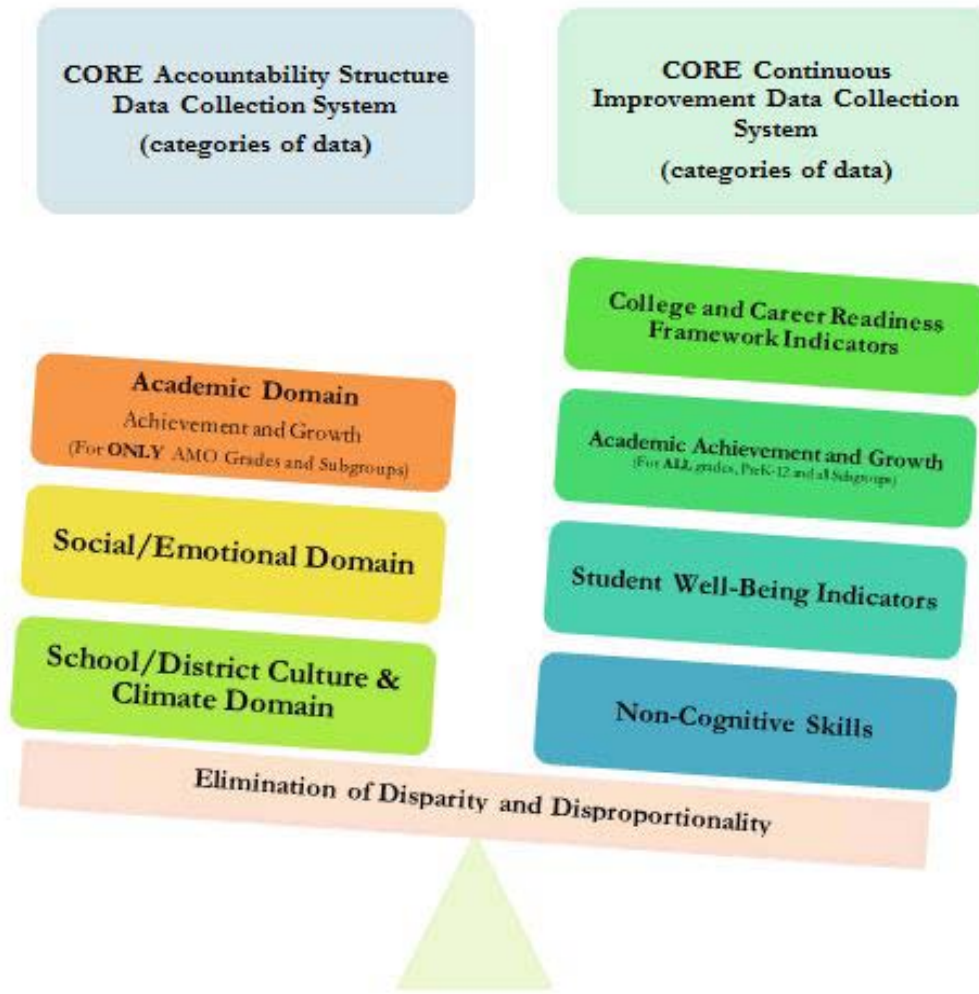 CORE Accountability Structure
Data Collection System
(categories of data)
CORE Continuous
Improvement Data Collection
System
(categories of data)
Academic Domain
Achievement and Growth
(For ONLY AMO Grades and Subgroups)
Social/Emotional Domain
School/District Culture &
Climate Domain
College and Career Readiness
Framework Indicators
Academic Achievement and Growth
(For ALL grades, PreK-12 and all Subgroups)
Student Well-Being Indicators
Non-Cognitive Skills
Elimination of Disparity and Disproportionality